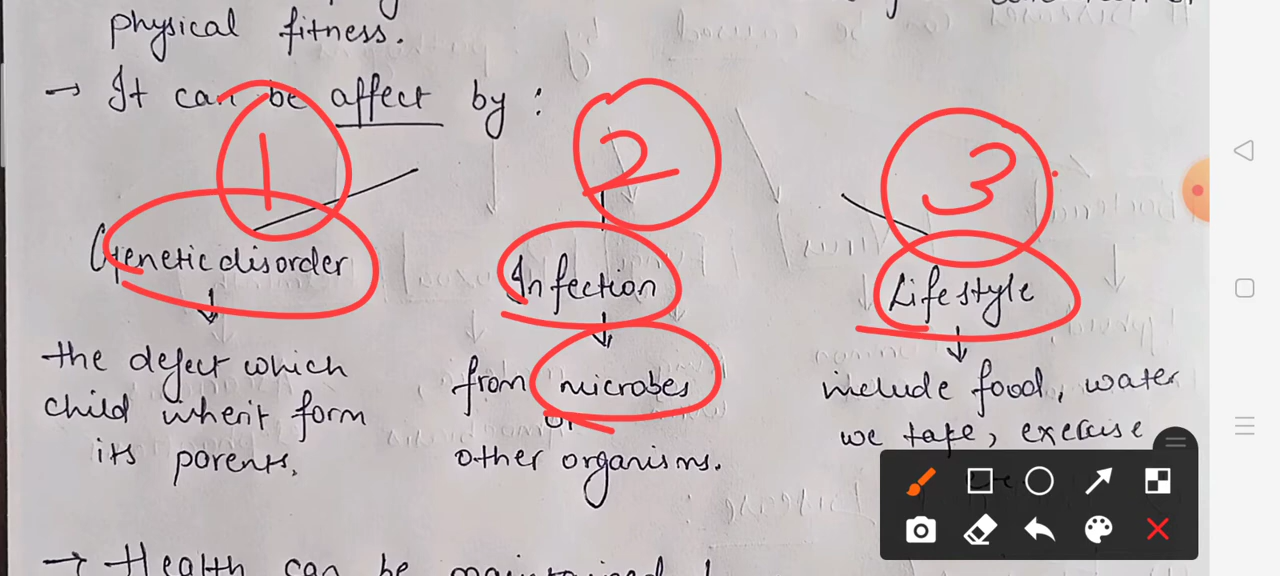 physical fitness.
→ It can be affect by :
1
2
3
Genetic disorder
Infection
Lifestyle
the defect which
child inherit form
its parents.
from microbes
or
other organisms.
include food, water
we take, exercise
→ Health can be maintained